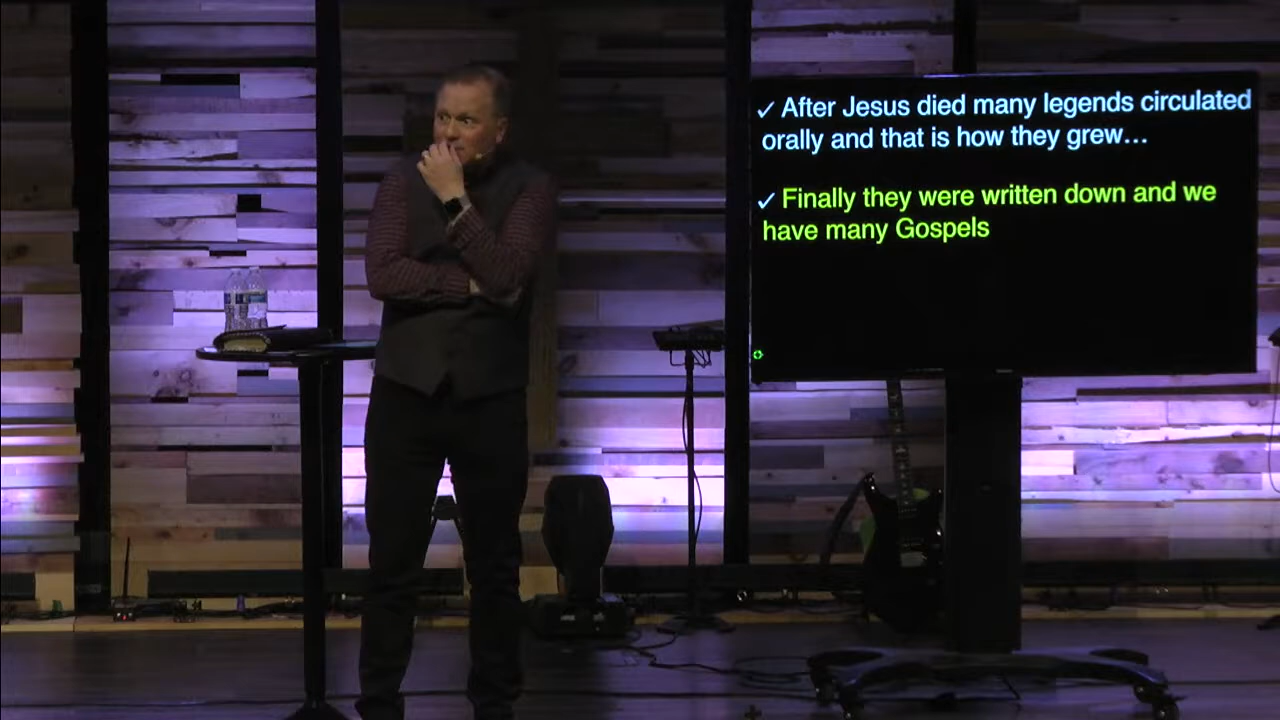 ✓ After Jesus died many legends circulated
orally and that is how they grew...
✓ Finally they were written down and we
have many Gospels